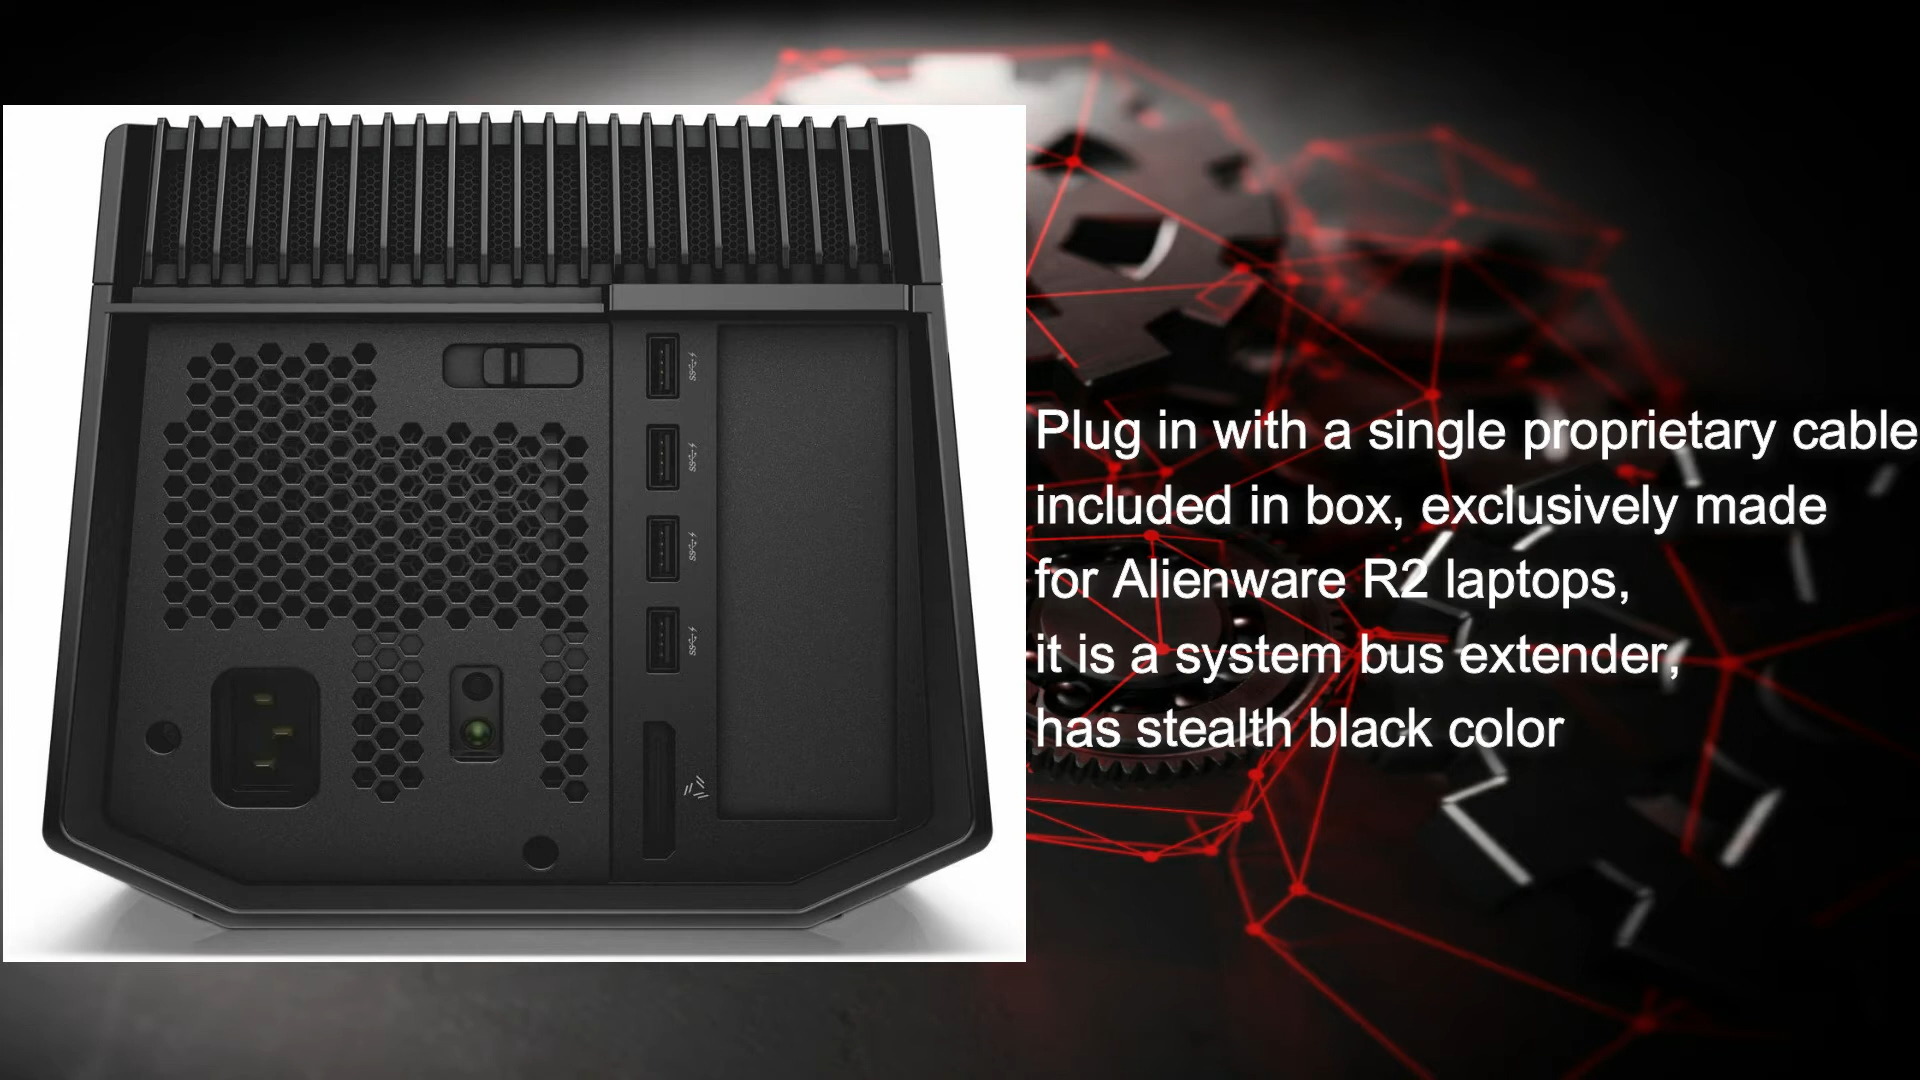 Plug in with a single proprietary cable
included in box, exclusively made
for Alienware R2 laptops,
it is a system bus extender,
has stealth black color